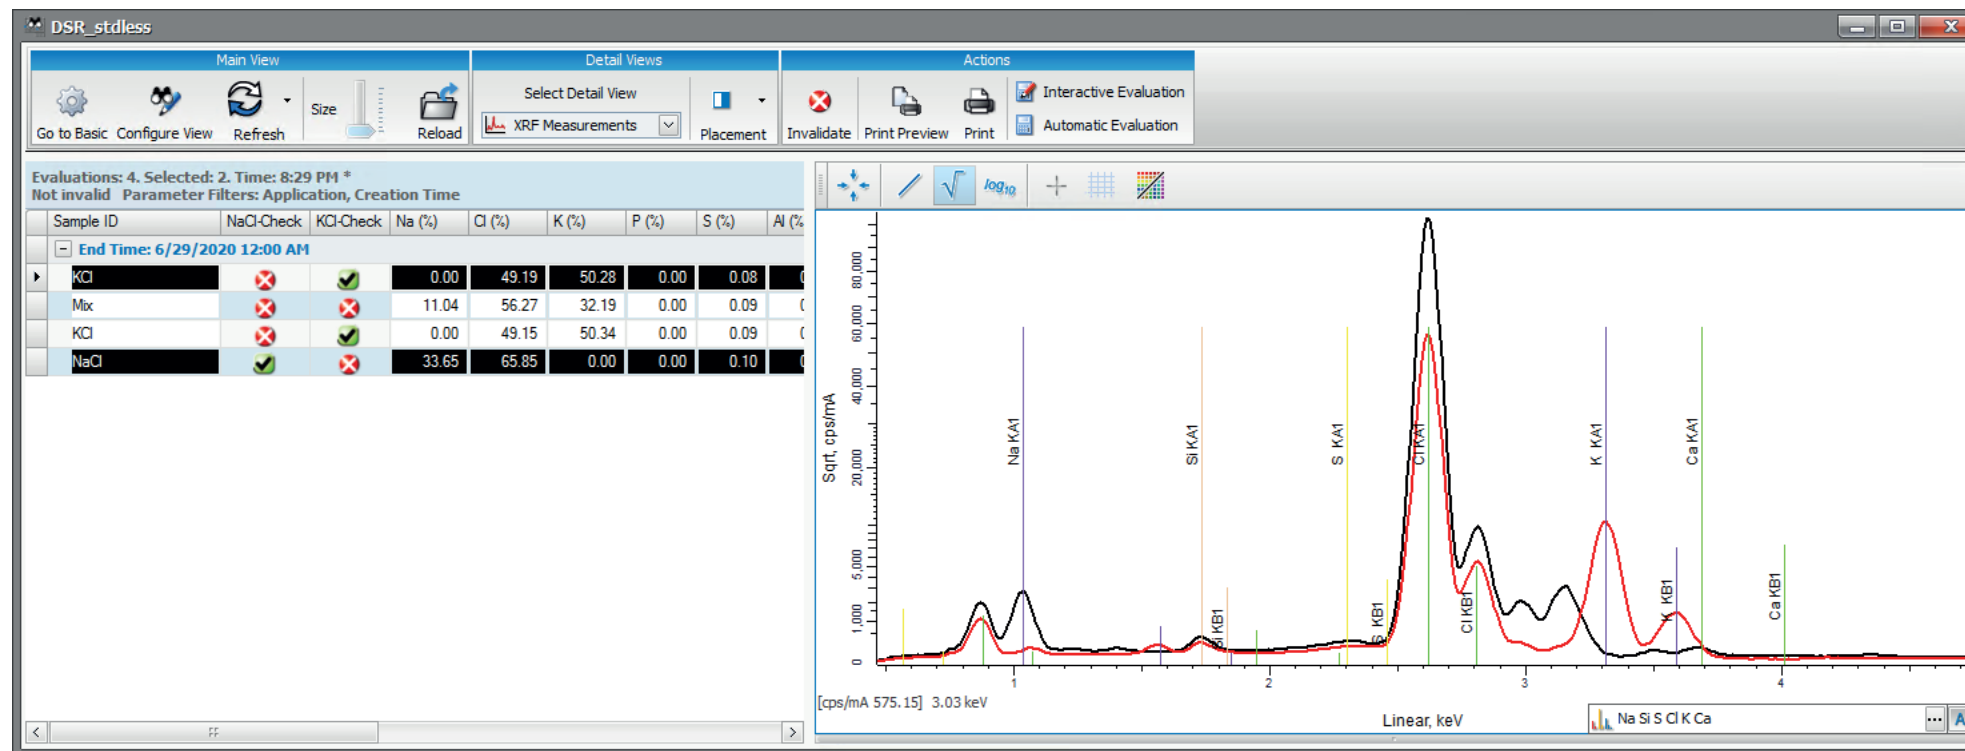 DSR_stdless
Main View
Detail Views
Actions
Go to Basic
Configure View
Refresh
Size
Reload
Select Detail View
XRF Measurements
Placement
Invalidate
Print Preview
Print
Interactive Evaluation
Automatic Evaluation
Evaluations: 4. Selected: 2. Time: 8:29 PM *
Not invalid Parameter Filters: Application, Creation Time
Sample ID NaCl-Check KCl-Check Na (%) Cl (%) K (%) P (%) S (%) Al (%
End Time: 6/29/2020 12:00 AM
KCl 0.00 49.19 50.28 0.00 0.08 0
Mix 11.04 56.27 32.19 0.00 0.09 0
KCl 0.00 49.15 50.34 0.00 0.09 0
NaCl 33.65 65.85 0.00 0.00 0.10 0
log10
Sqrt, cps/mA
80,000
60,000
40,000
20,000
5,000
1,000
0
Na KA1
Si KA1
Si KB1
S KA1
S KB1
Cl KA1
Cl KB1
K KA1
K KB1
Ca KA1
Ca KB1
1 2 3 4
[cps/mA 575.15] 3.03 keV
Linear, keV
Na Si S Cl K Ca
... A